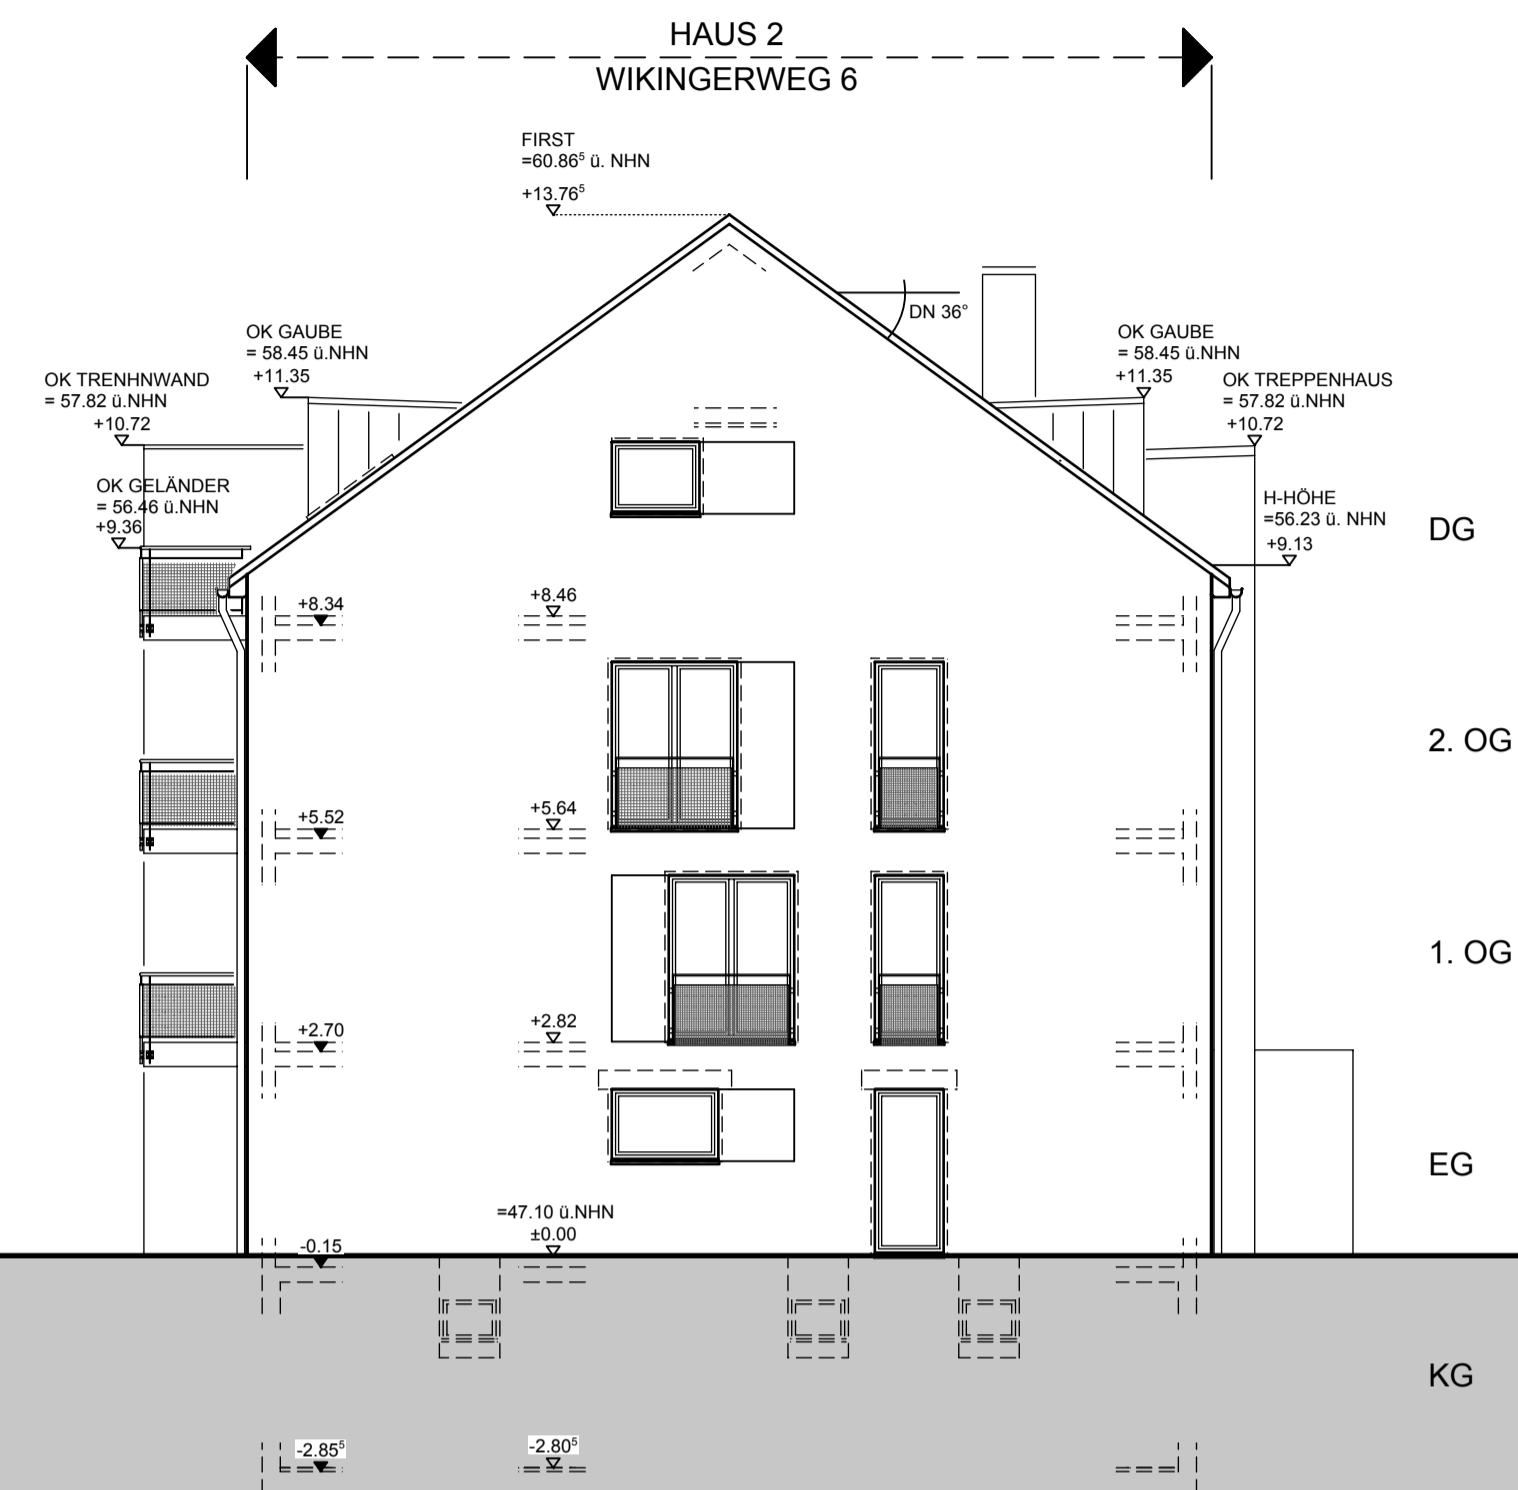 HAUS 2
WIKINGERWEG 6
FIRST
=60.86⁵ ü. NHN
+13.76⁵
DN 36°
OK GAUBE
= 58.45 ü.NHN
+11.35
OK GAUBE
= 58.45 ü.NHN
+11.35
OK TRENHNWAND
= 57.82 ü.NHN
+10.72
OK TREPPENHAUS
= 57.82 ü.NHN
+10.72
OK GELÄNDER
= 56.46 ü.NHN
+9.36
H-HÖHE
=56.23 ü. NHN
+9.13
DG
+8.34
+8.46
2. OG
+5.52
+5.64
1. OG
+2.70
+2.82
EG
=47.10 ü.NHN
±0.00
-0.15
KG
-2.85⁵
-2.80⁵